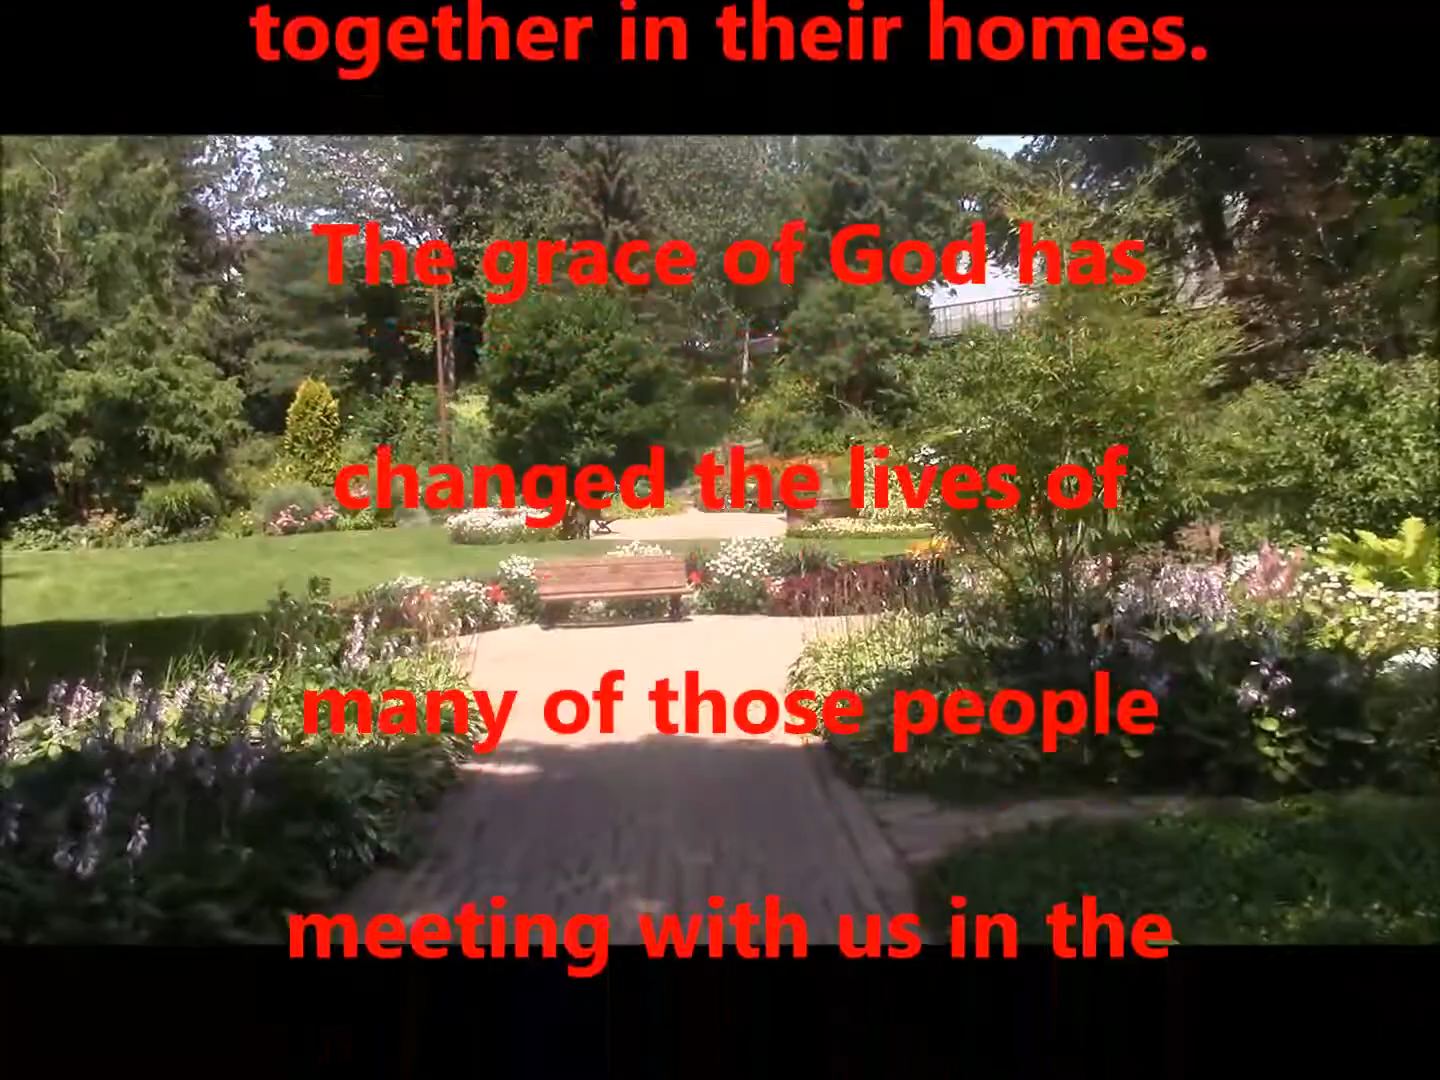 together in their homes.
The grace of God has
changed the lives of
many of those people
meeting with us in the